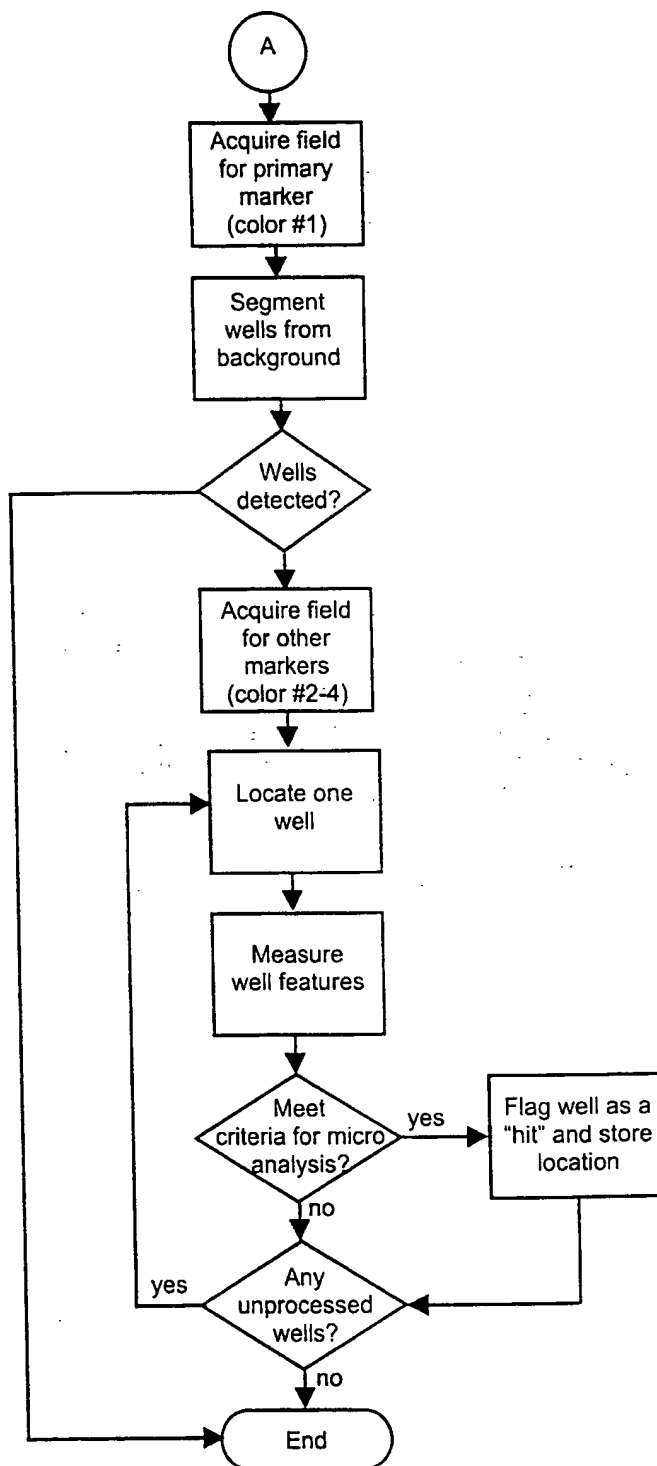 A
Acquire field
for primary
marker
(color #1)
Segment
wells from
background
Wells
detected?
Acquire field
for other
markers
(color #2-4)
Locate one
well
Measure
well features
Meet
criteria for micro
analysis?
yes
Flag well as a
"hit" and store
location
no
Any
unprocessed
wells?
yes
no
End